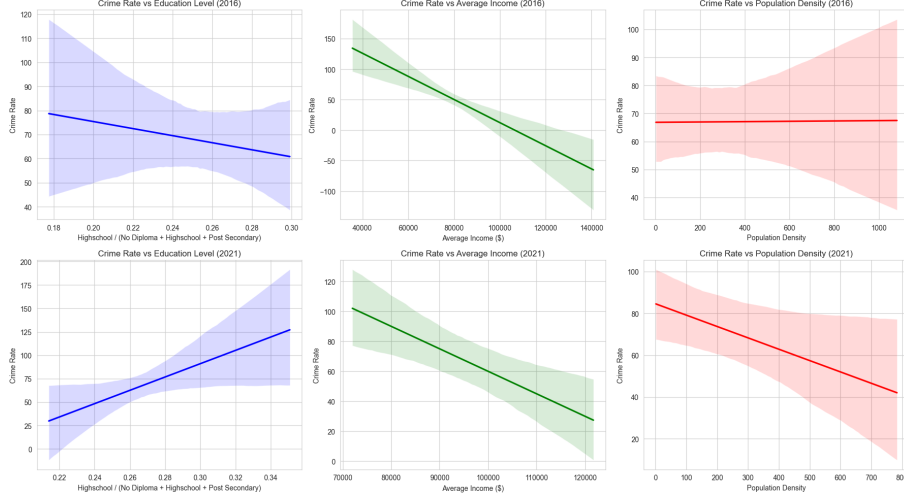 Crime Rate vs Education Level (2016)
120
110
100
90
80
70
60
50
40
Crime Rate
0.18 0.20 0.22 0.24 0.26 0.28 0.30
Highschool / (No Diploma + Highschool + Post Secondary)
Crime Rate vs Average Income (2016)
150
100
50
0
−50
−100
Crime Rate
40000 60000 80000 100000 120000 140000
Average Income ($)
Crime Rate vs Population Density (2016)
100
90
80
70
60
50
40
Crime Rate
0 200 400 600 800 1000
Population Density
Crime Rate vs Education Level (2021)
200
175
150
125
100
75
50
25
0
Crime Rate
0.22 0.24 0.26 0.28 0.30 0.32 0.34
Highschool / (No Diploma + Highschool + Post Secondary)
Crime Rate vs Average Income (2021)
120
100
80
60
40
20
0
Crime Rate
70000 80000 90000 100000 110000 120000
Average Income ($)
Crime Rate vs Population Density (2021)
100
80
60
40
20
Crime Rate
0 100 200 300 400 500 600 700
Population Density